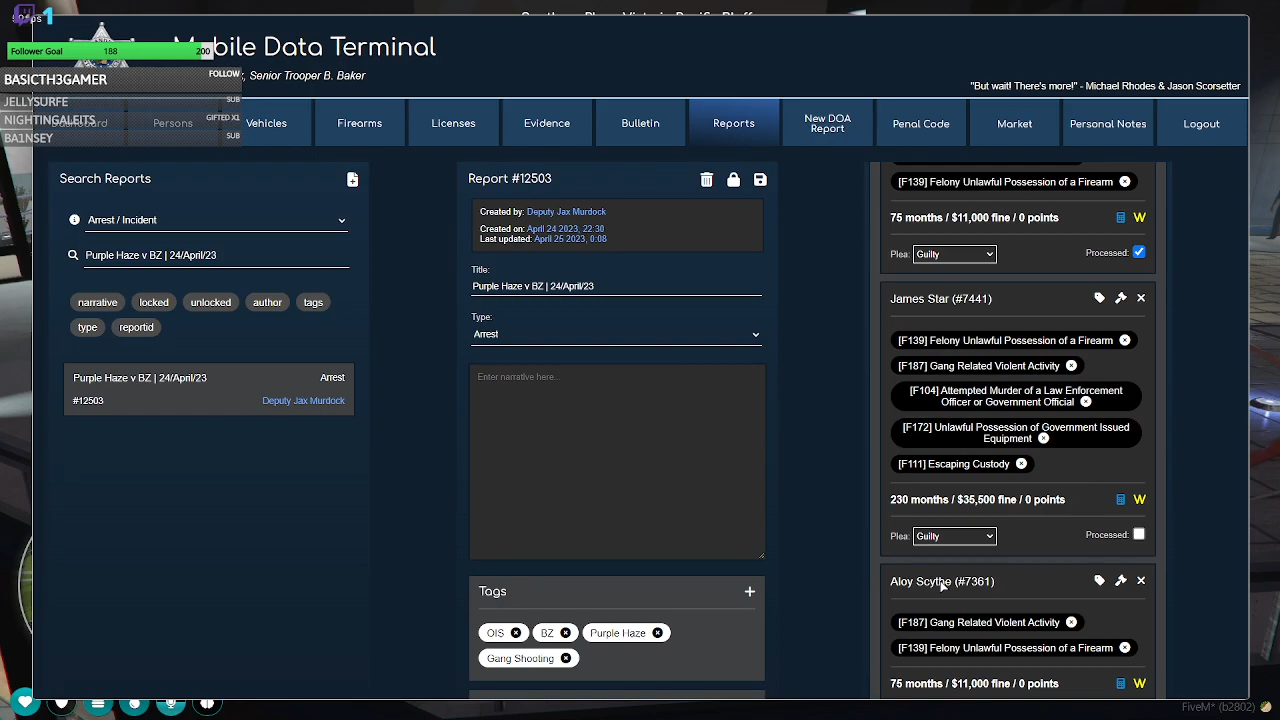 1
Follower Goal 188 200
BASICTH3GAMER FOLLOW
JELLYSURFE SUB
NIGHTINGALEITS GIFTED X1
BA1NSEY SUB
Mobile Data Terminal
Senior Trooper B. Baker
"But wait! There's more!" - Michael Rhodes & Jason Scorsetter
Persons
Vehicles
Firearms
Licenses
Evidence
Bulletin
Reports
New DOA
Report
Penal Code
Market
Personal Notes
Logout
Search Reports
Arrest / Incident
Purple Haze v BZ | 24/April/23
narrative locked unlocked author tags
type reportid
Purple Haze v BZ | 24/April/23 Arrest
#12503 Deputy Jax Murdock
Report #12503
Created by: Deputy Jax Murdock
Created on: April 24 2023, 22:30
Last updated: April 25 2023, 0:08
Title:
Purple Haze v BZ | 24/April/23
Type:
Arrest
Enter narrative here...
Tags
OIS BZ Purple Haze
Gang Shooting
[F139] Felony Unlawful Possession of a Firearm
75 months / $11,000 fine / 0 points W
Plea: Guilty Processed:
James Star (#7441)
[F139] Felony Unlawful Possession of a Firearm
[F187] Gang Related Violent Activity
[F104] Attempted Murder of a Law Enforcement
Officer or Government Official
[F172] Unlawful Possession of Government Issued
Equipment
[F111] Escaping Custody
230 months / $35,500 fine / 0 points W
Plea: Guilty Processed:
Aloy Scythe (#7361)
[F187] Gang Related Violent Activity
[F139] Felony Unlawful Possession of a Firearm
75 months / $11,000 fine / 0 points W
FiveM* (b2802)